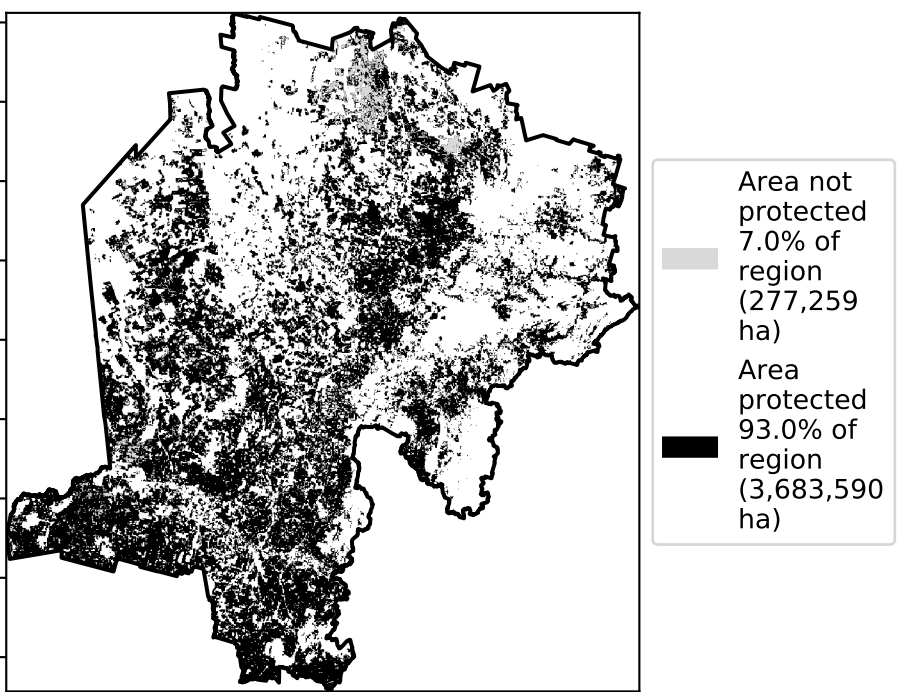 Area not
protected
7.0% of
region
(277,259
ha)
Area
protected
93.0% of
region
(3,683,590
ha)